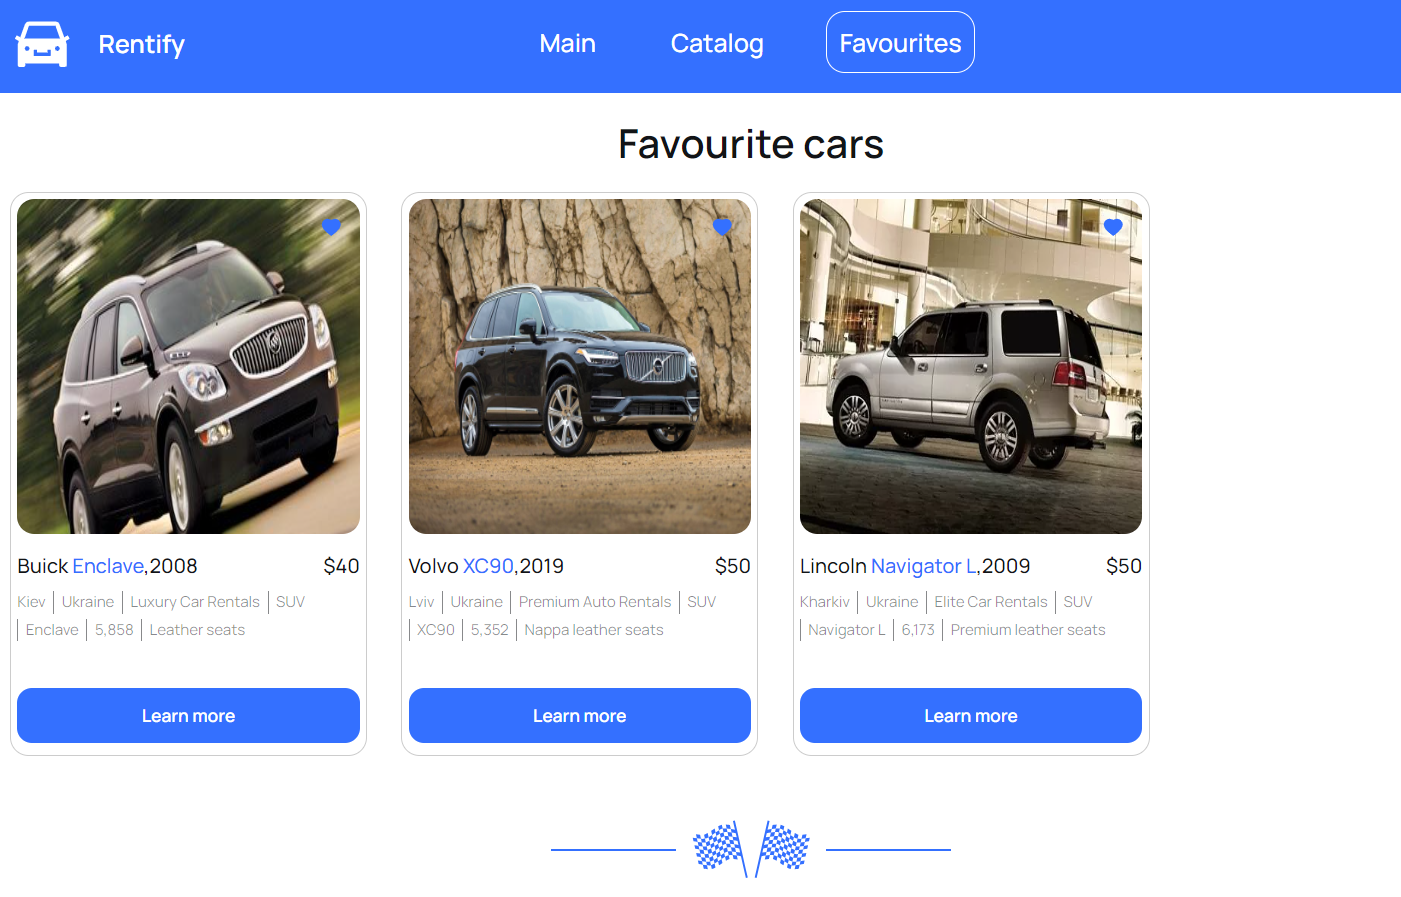 Rentify
Main
Catalog
Favourites
Favourite cars
Buick Enclave,2008 $40
Kiev | Ukraine | Luxury Car Rentals | SUV
| Enclave | 5,858 | Leather seats
Learn more
Volvo XC90,2019 $50
Lviv | Ukraine | Premium Auto Rentals | SUV
| XC90 | 5,352 | Nappa leather seats
Learn more
Lincoln Navigator L,2009 $50
Kharkiv | Ukraine | Elite Car Rentals | SUV
| Navigator L | 6,173 | Premium leather seats
Learn more